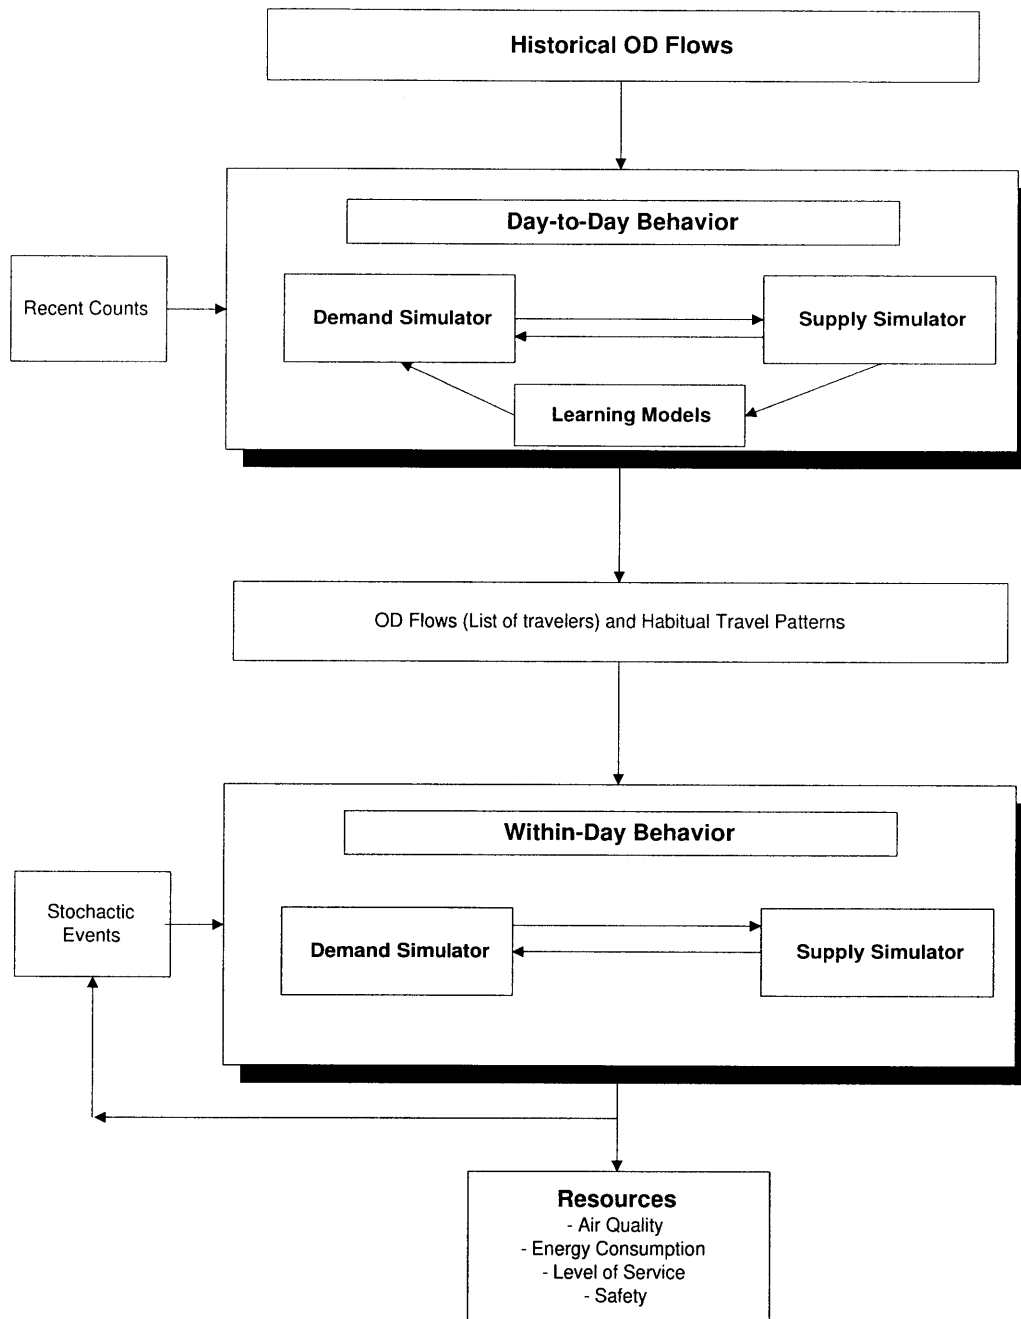 Historical OD Flows
Day-to-Day Behavior
Recent Counts
Demand Simulator
Supply Simulator
Learning Models
OD Flows (List of travelers) and Habitual Travel Patterns
Within-Day Behavior
Stochactic
Events
Demand Simulator
Supply Simulator
Resources
- Air Quality
- Energy Consumption
- Level of Service
- Safety